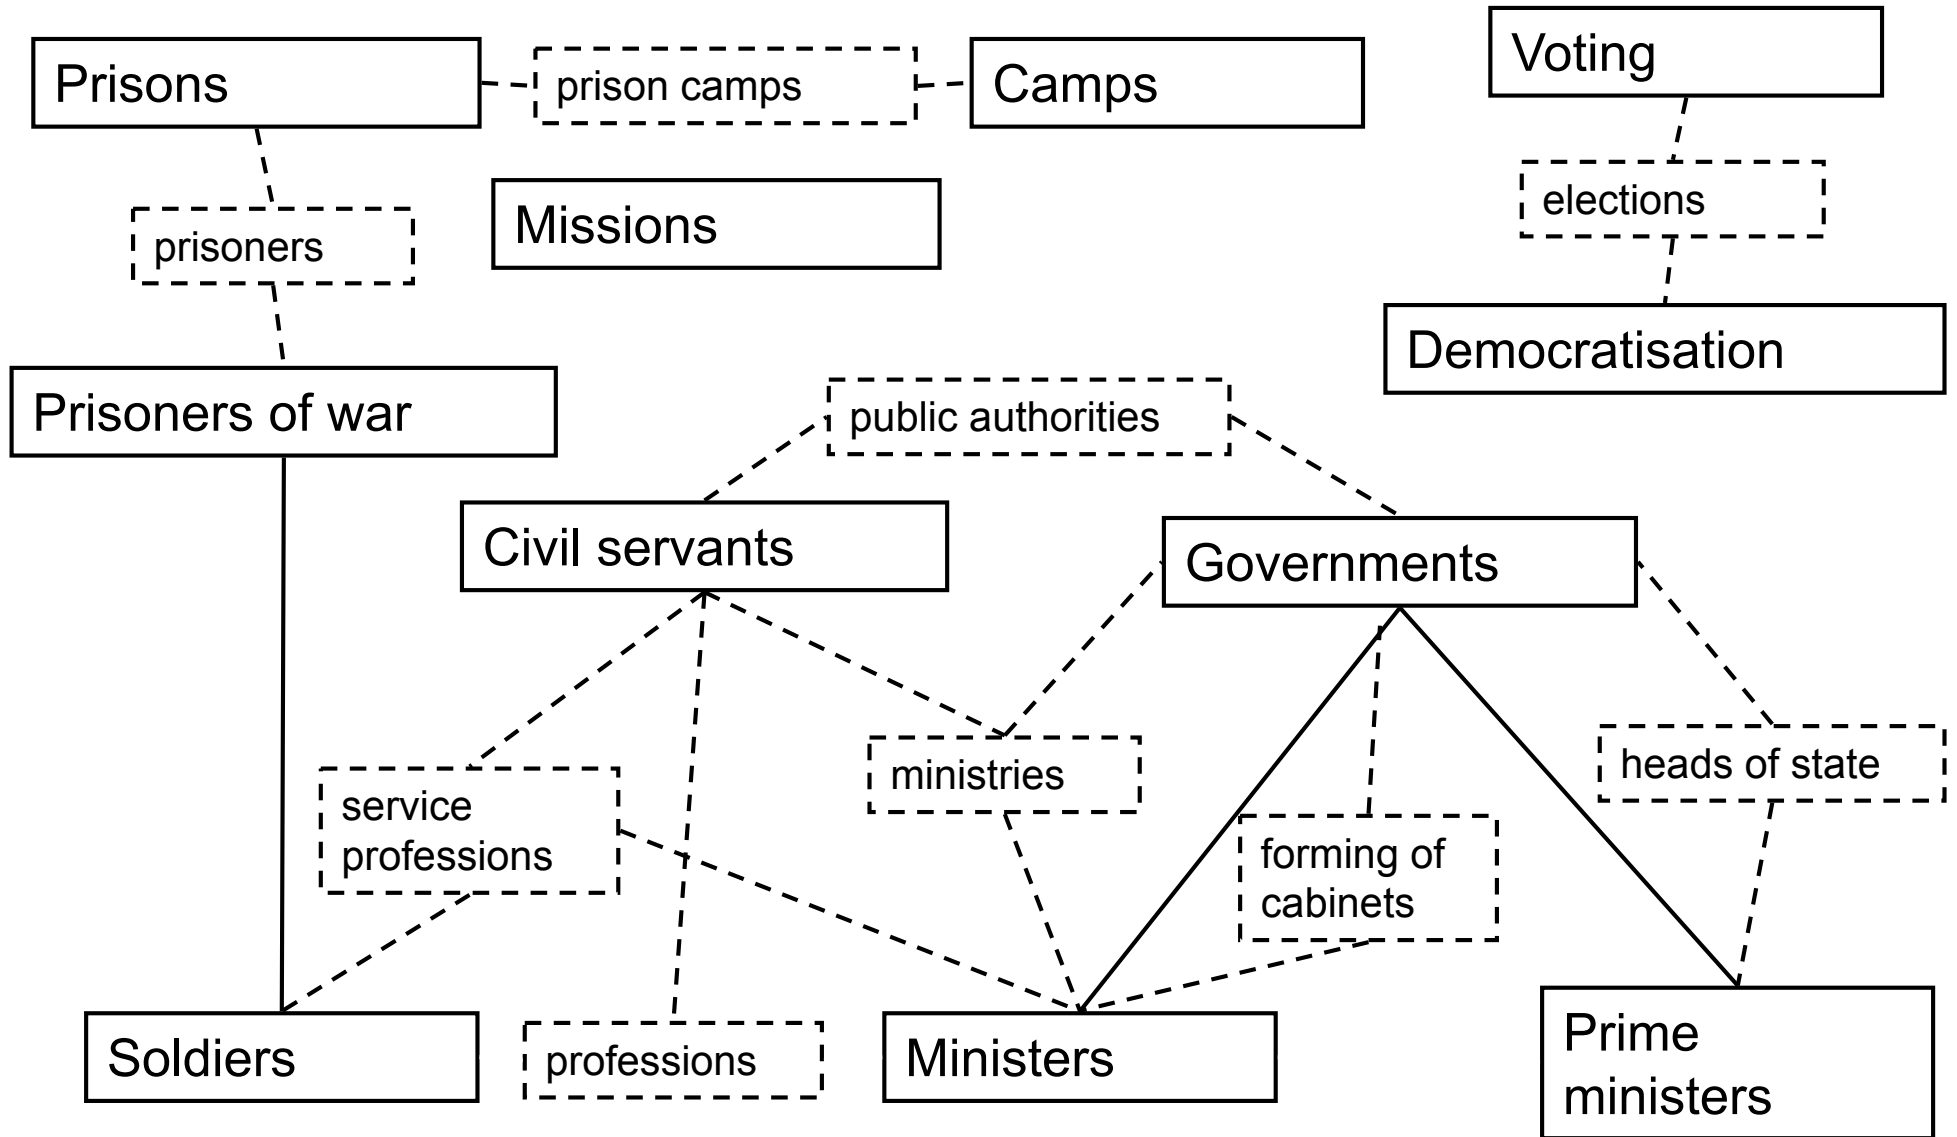 Prisons
prison camps
Camps
Voting
prisoners
Missions
elections
Democratisation
Prisoners of war
public authorities
Civil servants
Governments
service
professions
ministries
heads of state
forming of
cabinets
Soldiers
professions
Ministers
Prime
ministers